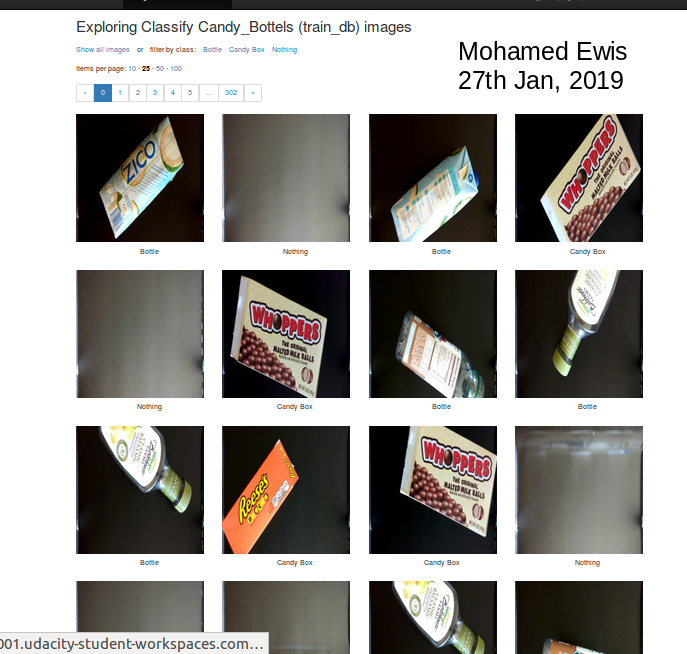 Exploring Classify Candy_Bottels (train_db) images
Show all images or filter by class: Bottle Candy Box Nothing
Items per page: 10 - 25 - 50 - 100
« 0 1 2 3 4 5 ... 302 »
Mohamed Ewis
27th Jan, 2019
ZICO
WHOPPERS
THE ORIGINAL
MALTED MILK BALLS
Bottle Nothing Bottle Candy Box
WHOPPERS
THE ORIGINAL
MALTED MILK BALLS
Nothing Candy Box Bottle Bottle
Reese's
WHOPPERS
THE ORIGINAL
MALTED MILK BALLS
Bottle Candy Box Candy Box Nothing
001.udacity-student-workspaces.com...